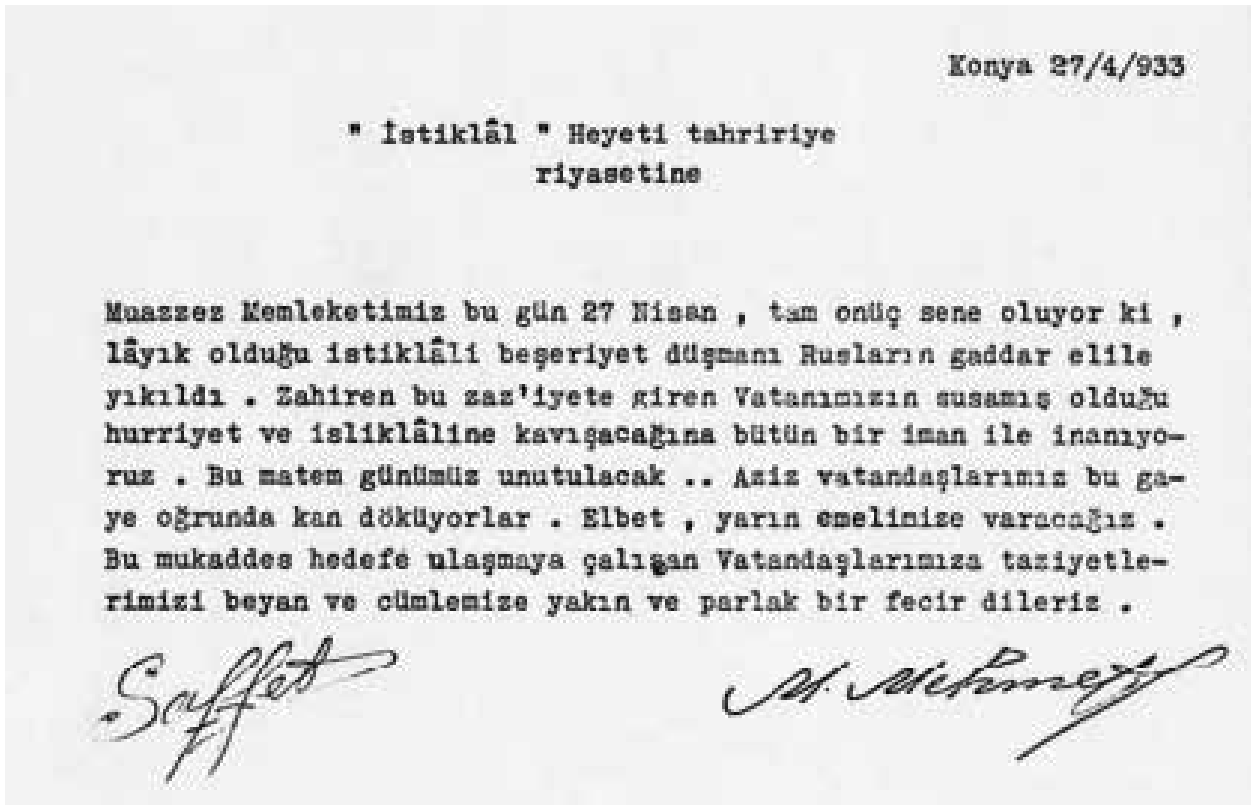 Konya 27/4/933
" İstiklâl " Heyeti tahririye
riyasetine
Muazzez Memleketimiz bu gün 27 Nisan , tam onüç sene oluyor ki ,
lâyık olduğu istiklâli beşeriyet düşmanı Rusların gaddar elile
yıkıldı . Zahiren bu zaz'iyete giren Vatanımızın susamış olduğu
hurriyet ve isliklâline kavışacağına bütün bir iman ile inanıyo-
ruz . Bu matem günümüz unutulacak .. Aziz vatandaşlarımız bu ga-
ye oğrunda kan döküyorlar . Elbet , yarın emelimize varacağız .
Bu mukaddes hedefe ulaşmaya çalışan Vatandaşlarımıza taziyetle-
rimizi beyan ve cümlemize yakın ve parlak bir fecir dileriz .
Saffet M. Mehmet